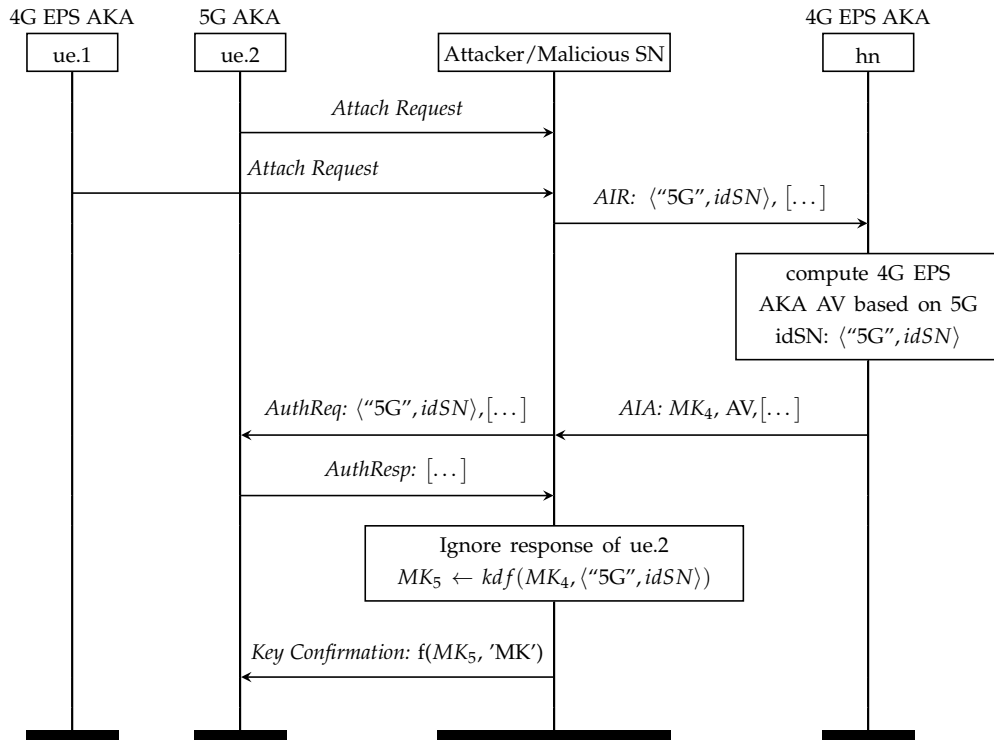 4G EPS AKA 5G AKA 4G EPS AKA
ue.1 ue.2 Attacker/Malicious SN hn
Attach Request
Attach Request
AIR: ⟨“5G”, idSN⟩, [...]
compute 4G EPS
AKA AV based on 5G
idSN: ⟨“5G”, idSN⟩
AuthReq: ⟨“5G”, idSN⟩,[...] AIA: MK₄, AV,[...]
AuthResp: [...]
Ignore response of ue.2
MK₅ ← kdf(MK₄, ⟨“5G”, idSN⟩)
Key Confirmation: f(MK₅, 'MK')